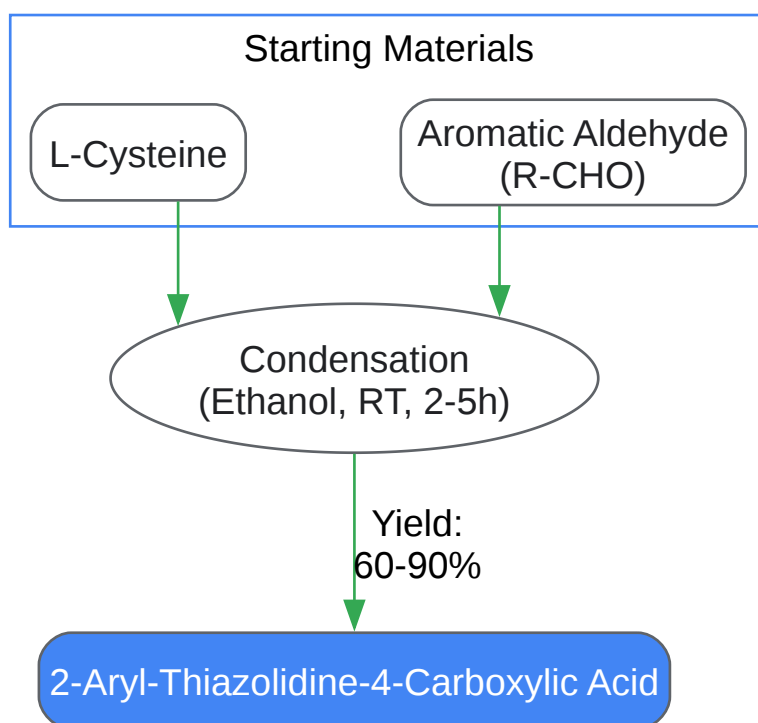 Starting Materials
L-Cysteine
Aromatic Aldehyde
(R-CHO)
Condensation
(Ethanol, RT, 2-5h)
Yield:
60-90%
2-Aryl-Thiazolidine-4-Carboxylic Acid